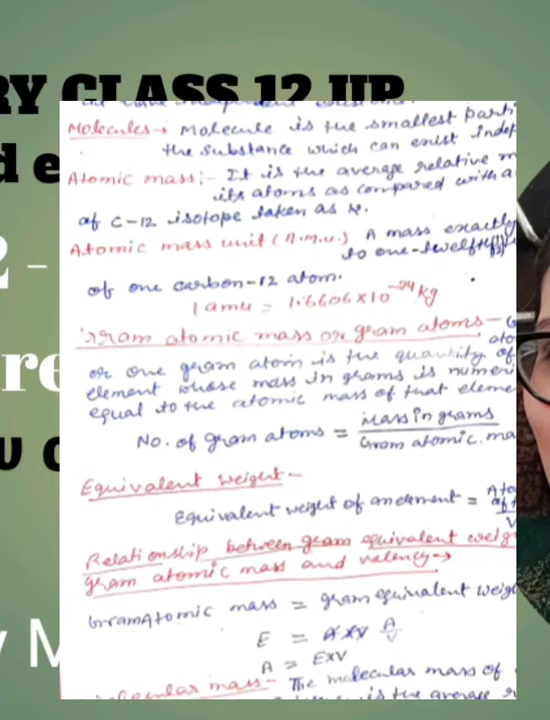 RY CLASS 12 UP
d e
2 -
re
U C
y M
Molecules → Molecule is the smallest parti
the substance which can exist indep
Atomic mass:- It is the average relative m
its atoms as compared with a
of C-12 isotope taken as 12.
Atomic mass unit (A.m.u.) A mass exactly
to one-twelfth
of one carbon-12 atom.
1 amu = 1.6606 × 10⁻²⁴ kg
Gram atomic mass or gram atoms -
ato
or one gram atom is the quantity of
element whose mass in grams is numeri
equal to the atomic mass of that eleme
No. of gram atoms = Mass in grams
Gram atomic. ma
Equivalent weight -
Equivalent weight of an element = Ato
V
Relationship between gram equivalent weig
gram atomic mass and valency →
Gram Atomic mass = gram equivalent weig
E = A/V
A = E×V
lecular mass - The molecular mass of
is the average r